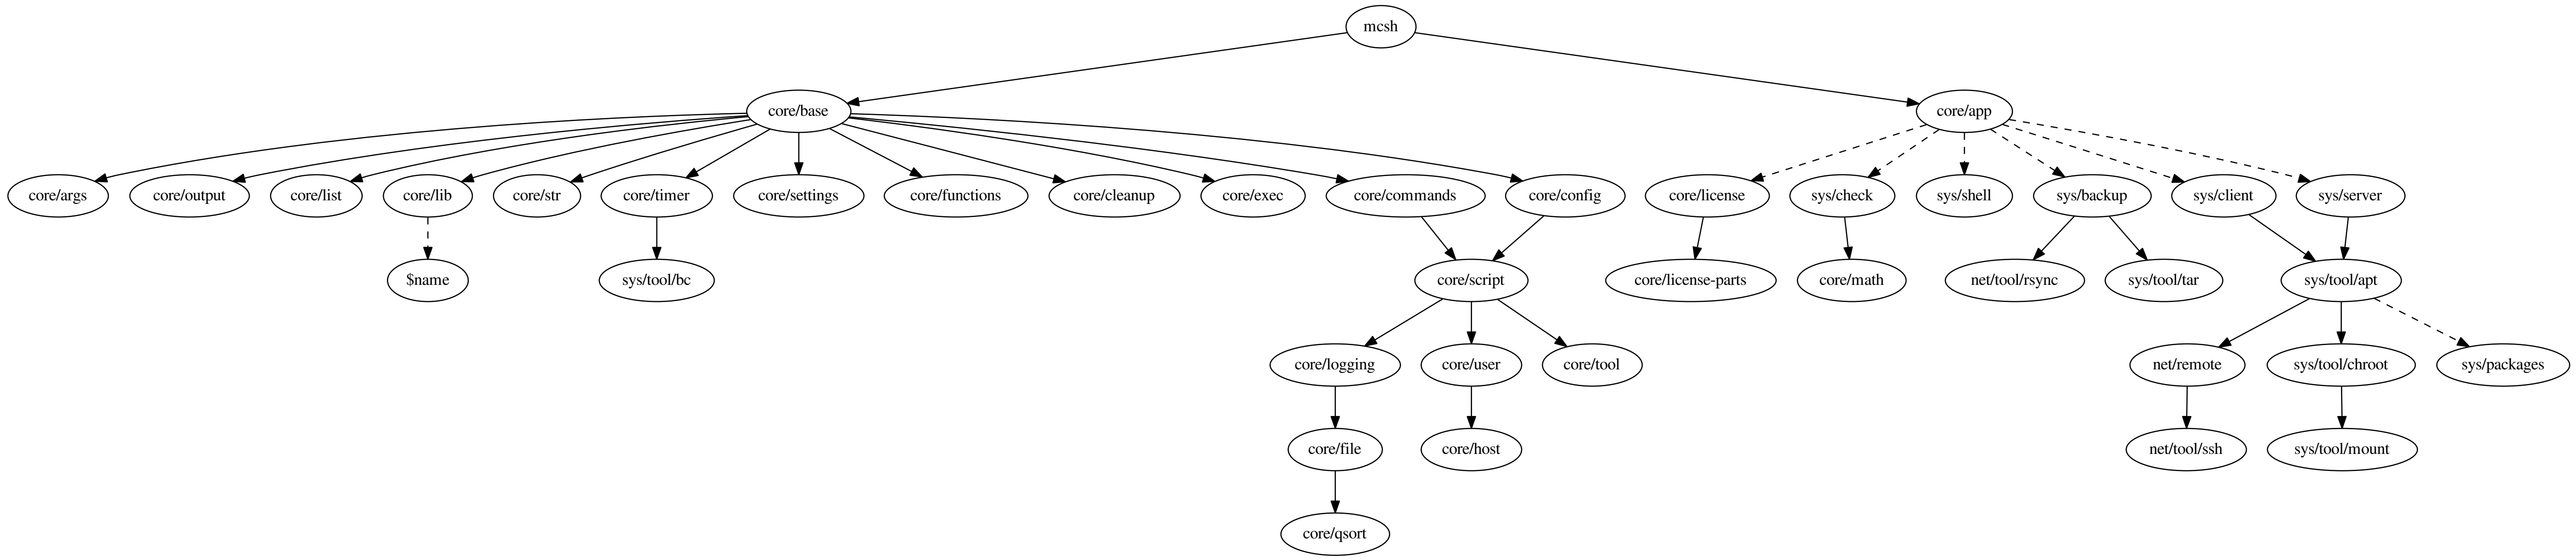 mcsh
core/base
core/app
core/args
core/output
core/list
core/lib
core/str
core/timer
core/settings
core/functions
core/cleanup
core/exec
core/commands
core/config
core/license
sys/check
sys/shell
sys/backup
sys/client
sys/server
$name
sys/tool/bc
core/script
core/license-parts
core/math
net/tool/rsync
sys/tool/tar
sys/tool/apt
core/logging
core/user
core/tool
net/remote
sys/tool/chroot
sys/packages
core/file
core/host
net/tool/ssh
sys/tool/mount
core/qsort